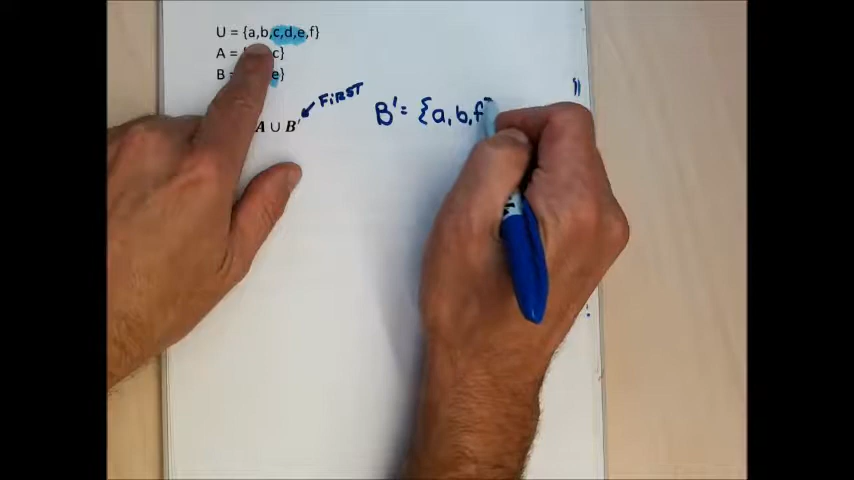 U = {a,b,c,d,e,f}
A = { c}
B = e}
FIRST
B' = {a, b, f}
A ∪ B'